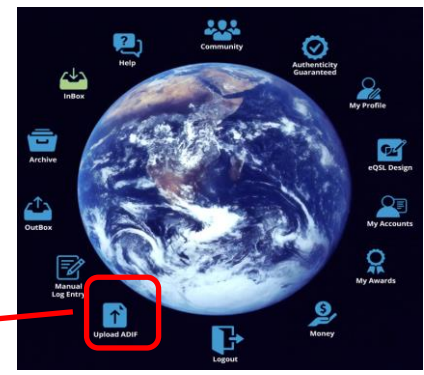 Community
Help
Authenticity
Guaranteed
InBox
My Profile
Archive
eQSL Design
OutBox
My Accounts
Manual
Log Entry
My Awards
Upload ADIF
Money
Logout